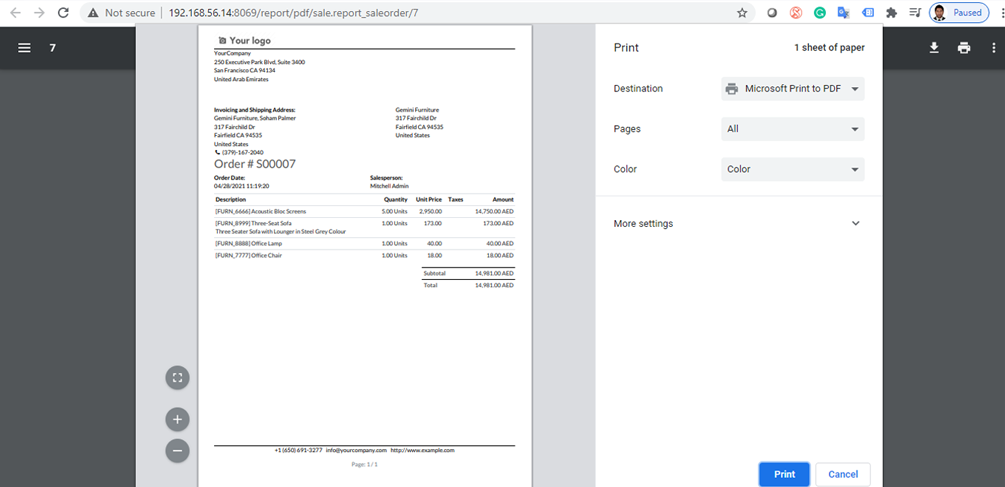 Not secure 192.168.56.14:8069/report/pdf/sale.report_saleorder/7 Paused
7
Your logo
YourCompany
250 Executive Park Blvd, Suite 3400
San Francisco CA 94134
United Arab Emirates
Invoicing and Shipping Address:
Gemini Furniture, Soham Palmer
317 Fairchild Dr
Fairfield CA 94535
United States
(379)-167-2040
Gemini Furniture
317 Fairchild Dr
Fairfield CA 94535
United States
Order # S00007
Order Date: Salesperson:
04/28/2021 11:19:20 Mitchell Admin
Description Quantity Unit Price Taxes Amount
[FURN_6666] Acoustic Bloc Screens 5.00 Units 2,950.00 14,750.00 AED
[FURN_8999] Three-Seat Sofa 1.00 Units 173.00 173.00 AED
Three Seater Sofa with Lounger in Steel Grey Colour
[FURN_8888] Office Lamp 1.00 Units 40.00 40.00 AED
[FURN_7777] Office Chair 1.00 Units 18.00 18.00 AED
Subtotal 14,981.00 AED
Total 14,981.00 AED
+1 (650) 691-3277 info@yourcompany.com http://www.example.com
Page: 1 / 1
Print 1 sheet of paper
Destination Microsoft Print to PDF
Pages All
Color Color
More settings
Print Cancel